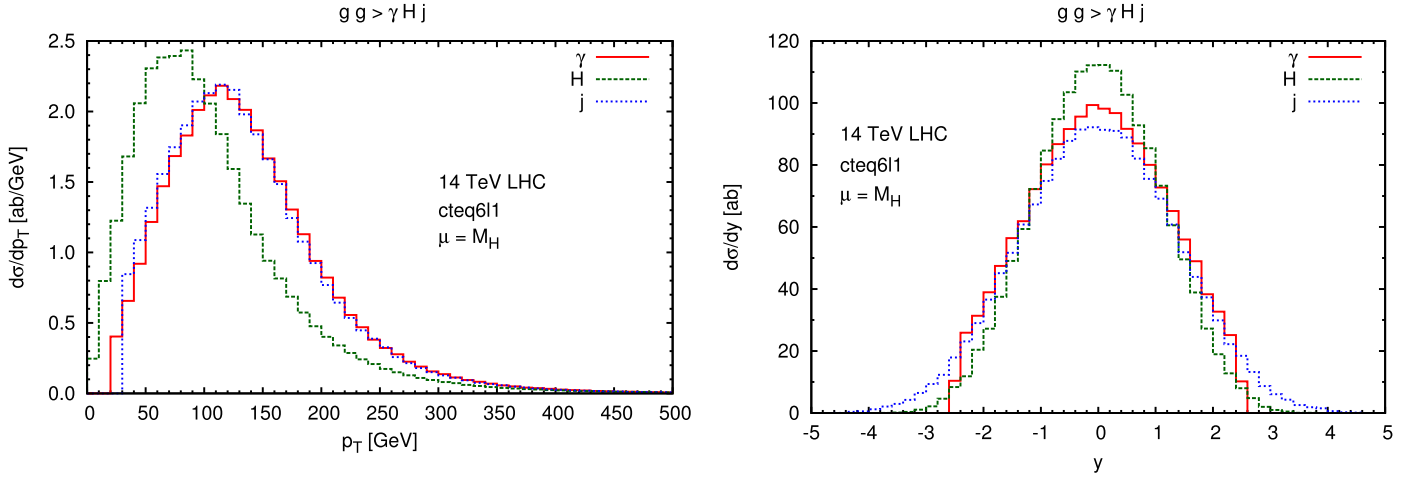 g g > γ H j
2.5
2.0
1.5
1.0
0.5
0.0
dσ/dp_T [ab/GeV]
γ
H
j
14 TeV LHC
cteq6l1
μ = M_H
0 50 100 150 200 250 300 350 400 450 500
p_T [GeV]
g g > γ H j
120
100
80
60
40
20
0
dσ/dy [ab]
γ
H
j
14 TeV LHC
cteq6l1
μ = M_H
-5 -4 -3 -2 -1 0 1 2 3 4 5
y